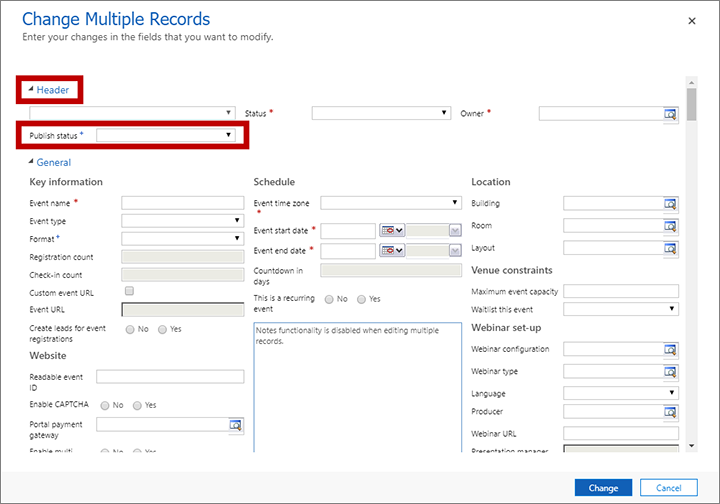 Change Multiple Records
Enter your changes in the fields that you want to modify.
Header
Status *
Owner *
Publish status +
General
Key information
Event name *
Event type
Format +
Registration count
Check-in count
Custom event URL
Event URL
Create leads for event
registrations
No
Yes
Website
Readable event
ID
Enable CAPTCHA
No
Yes
Portal payment
gateway
Enable multi
No
Yes
Schedule
Event time zone
*
Event start date *
Event end date *
Countdown in
days
This is a recurring
event
No
Yes
Notes functionality is disabled when editing multiple
records.
Location
Building
Room
Layout
Venue constraints
Maximum event capacity
Waitlist this event
Webinar set-up
Webinar configuration
Webinar type
Language
Producer
Webinar URL
Presentation manager
Change
Cancel